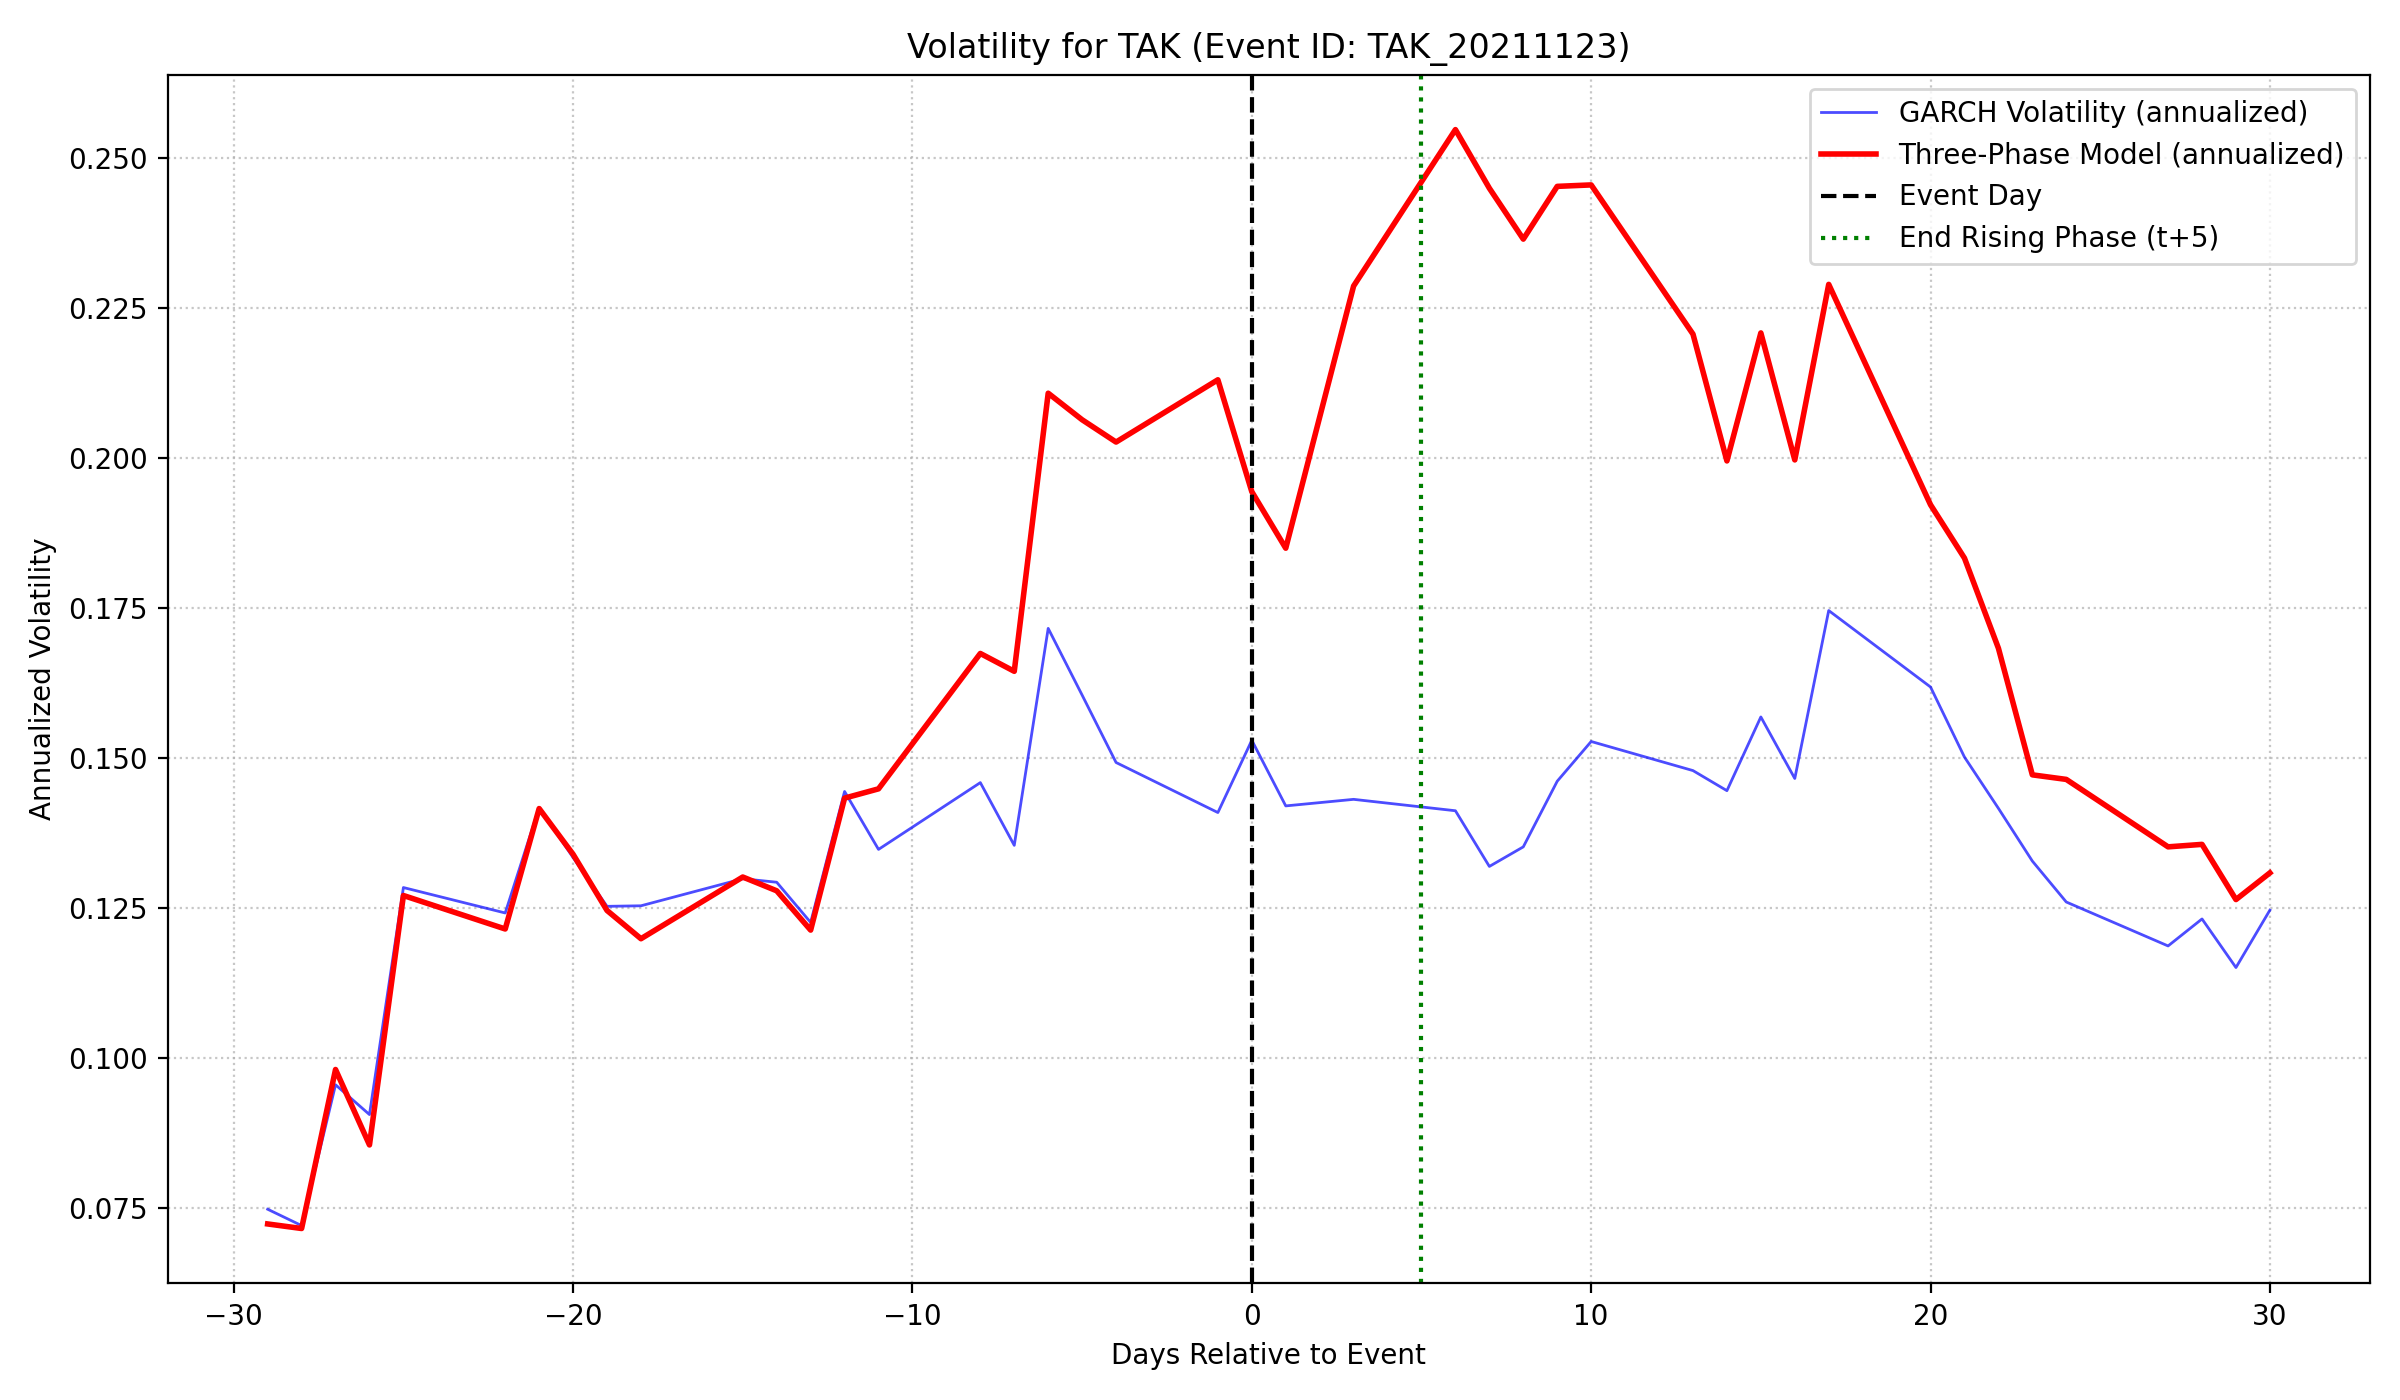 Volatility for TAK (Event ID: TAK_20211123)
GARCH Volatility (annualized)
Three-Phase Model (annualized)
Event Day
End Rising Phase (t+5)
Annualized Volatility
0.250
0.225
0.200
0.175
0.150
0.125
0.100
0.075
−30
−20
−10
0
10
20
30
Days Relative to Event